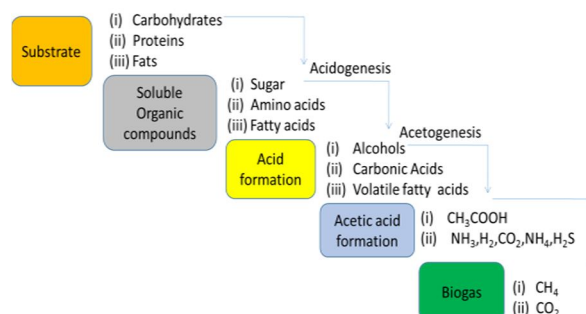 Substrate
(i) Carbohydrates
(ii) Proteins
(iii) Fats
Acidogenesis
Soluble
Organic
compounds
(i) Sugar
(ii) Amino acids
(iii) Fatty acids
Acetogenesis
Acid
formation
(i) Alcohols
(ii) Carbonic Acids
(iii) Volatile fatty acids
Acetic acid
formation
(i) CH₃COOH
(ii) NH₃,H₂,CO₂,NH₄,H₂S
Biogas
(i) CH₄
(ii) CO₂